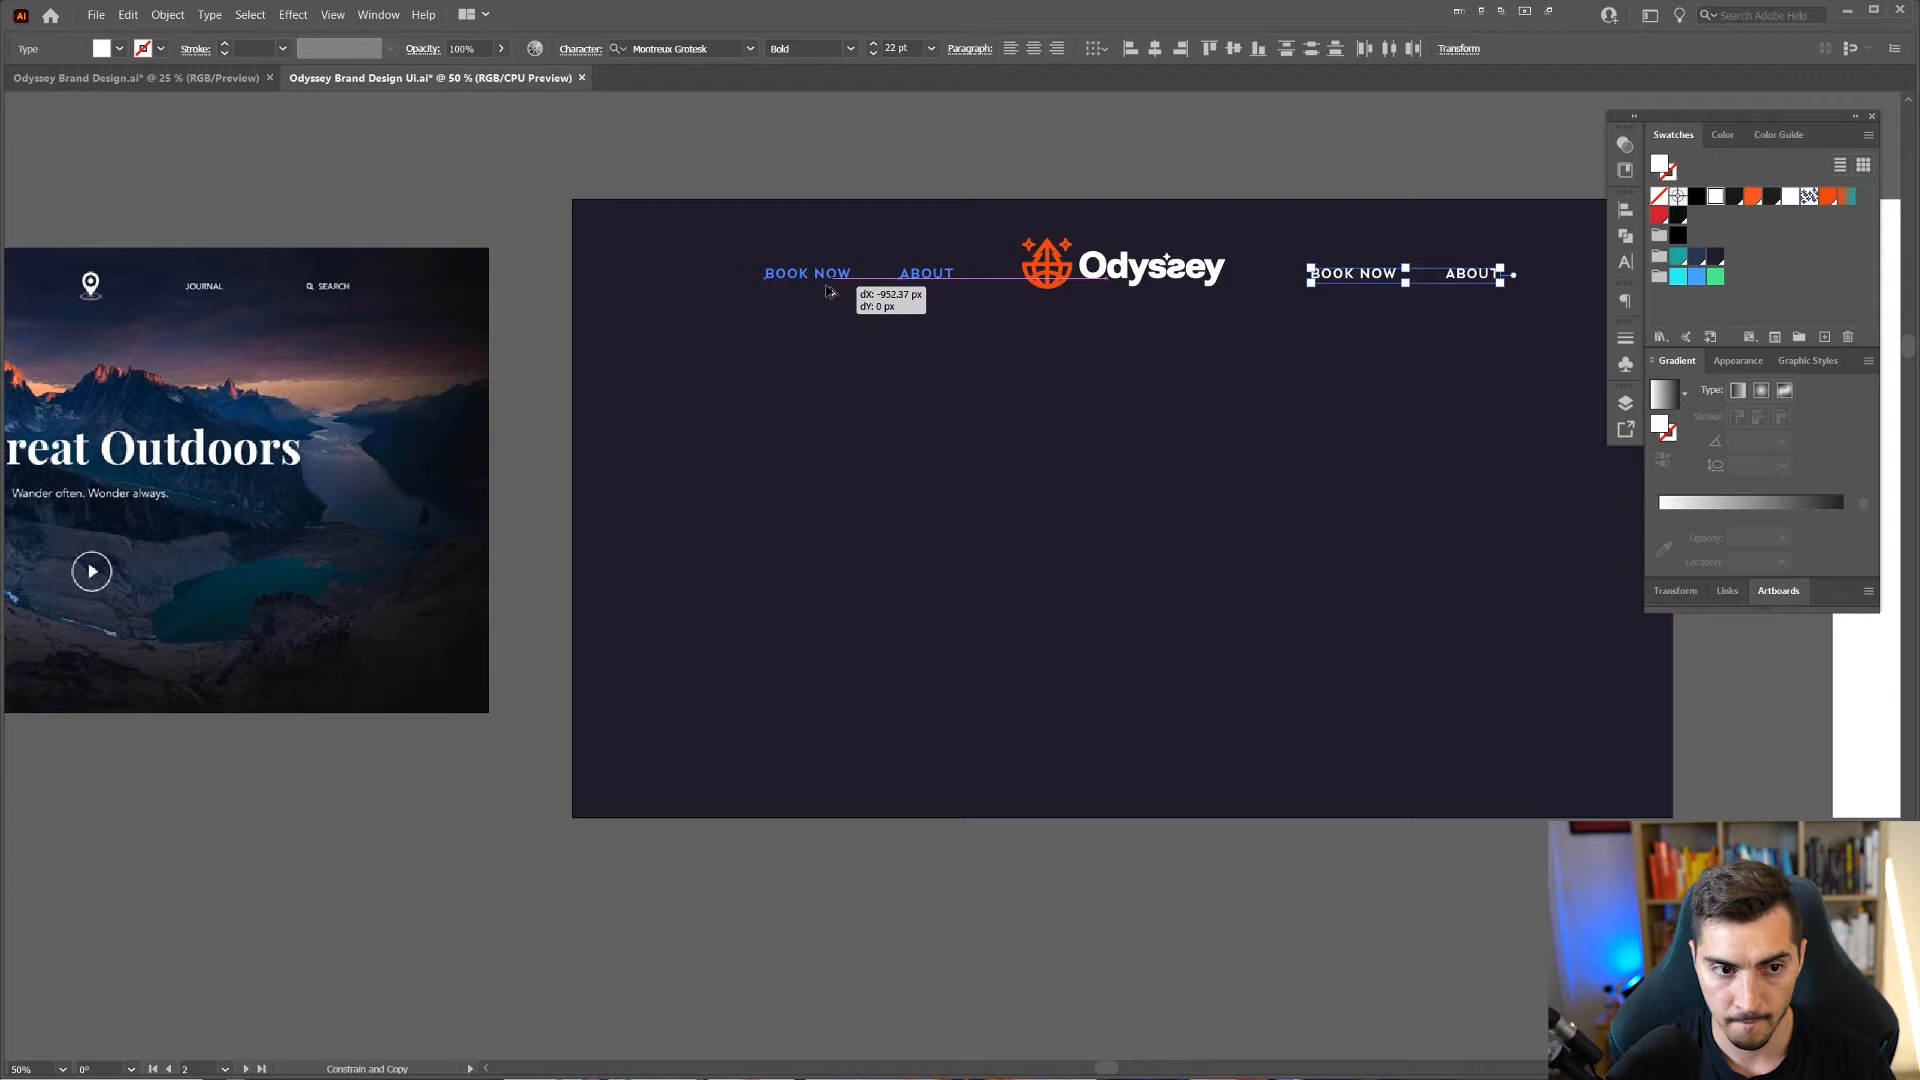 Ai File Edit Object Type Select Effect View Window Help
Search Adobe Help
Type Stroke: Opacity: 100% Character: Montreux Grotesk Bold 22 pt Paragraph: Transform
Odyssey Brand Design.ai* @ 25 % (RGB/Preview) × Odyssey Brand Design Ui.ai* @ 50 % (RGB/CPU Preview) ×
Swatches Color Color Guide
JOURNAL SEARCH
reat Outdoors
Wander often. Wonder always.
BOOK NOW ABOUT
Odyssey
BOOK NOW ABOUT
dX: -952.37 px
dY: 0 px
Gradient Appearance Graphic Styles
Type:
Stroke:
Opacity:
Location:
Transform Links Artboards
50% 0° 2 Constrain and Copy